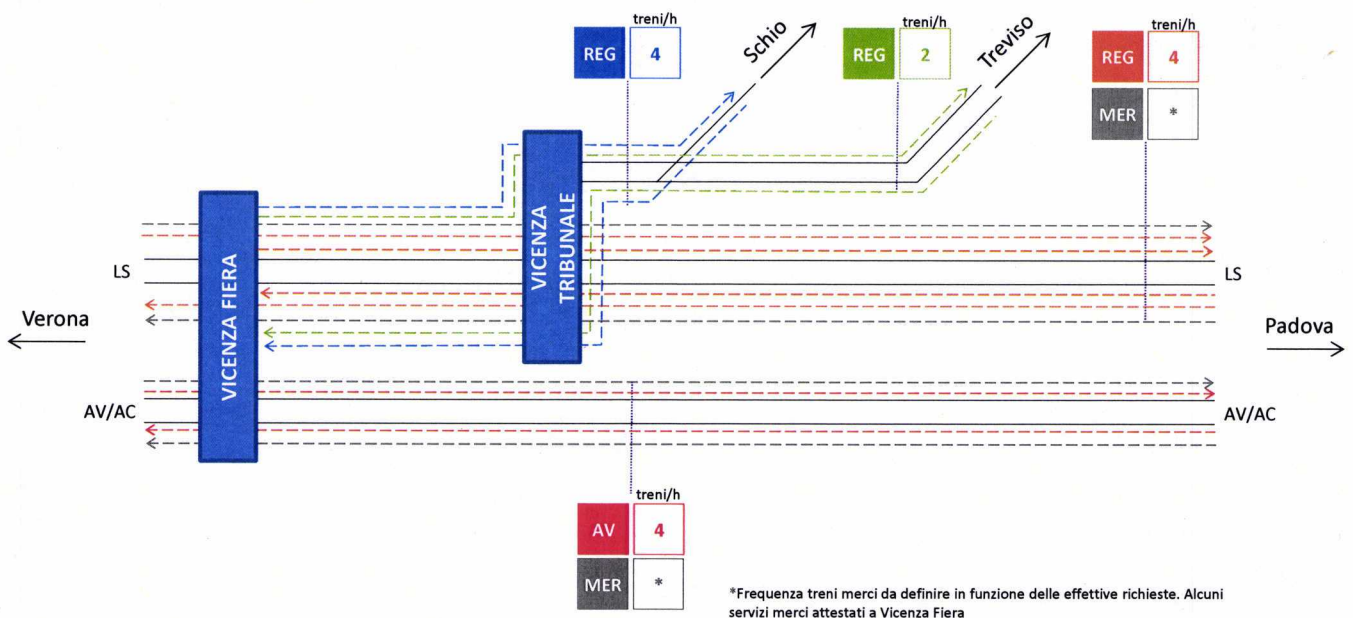 treni/h
treni/h
treni/h
REG
4
Schio
REG
2
Treviso
REG
4
MER
*
VICENZA FIERA
VICENZA
TRIBUNALE
LS
LS
Verona
Padova
AV/AC
AV/AC
treni/h
AV
4
MER
*
*Frequenza treni merci da definire in funzione delle effettive richieste. Alcuni
servizi merci attestati a Vicenza Fiera